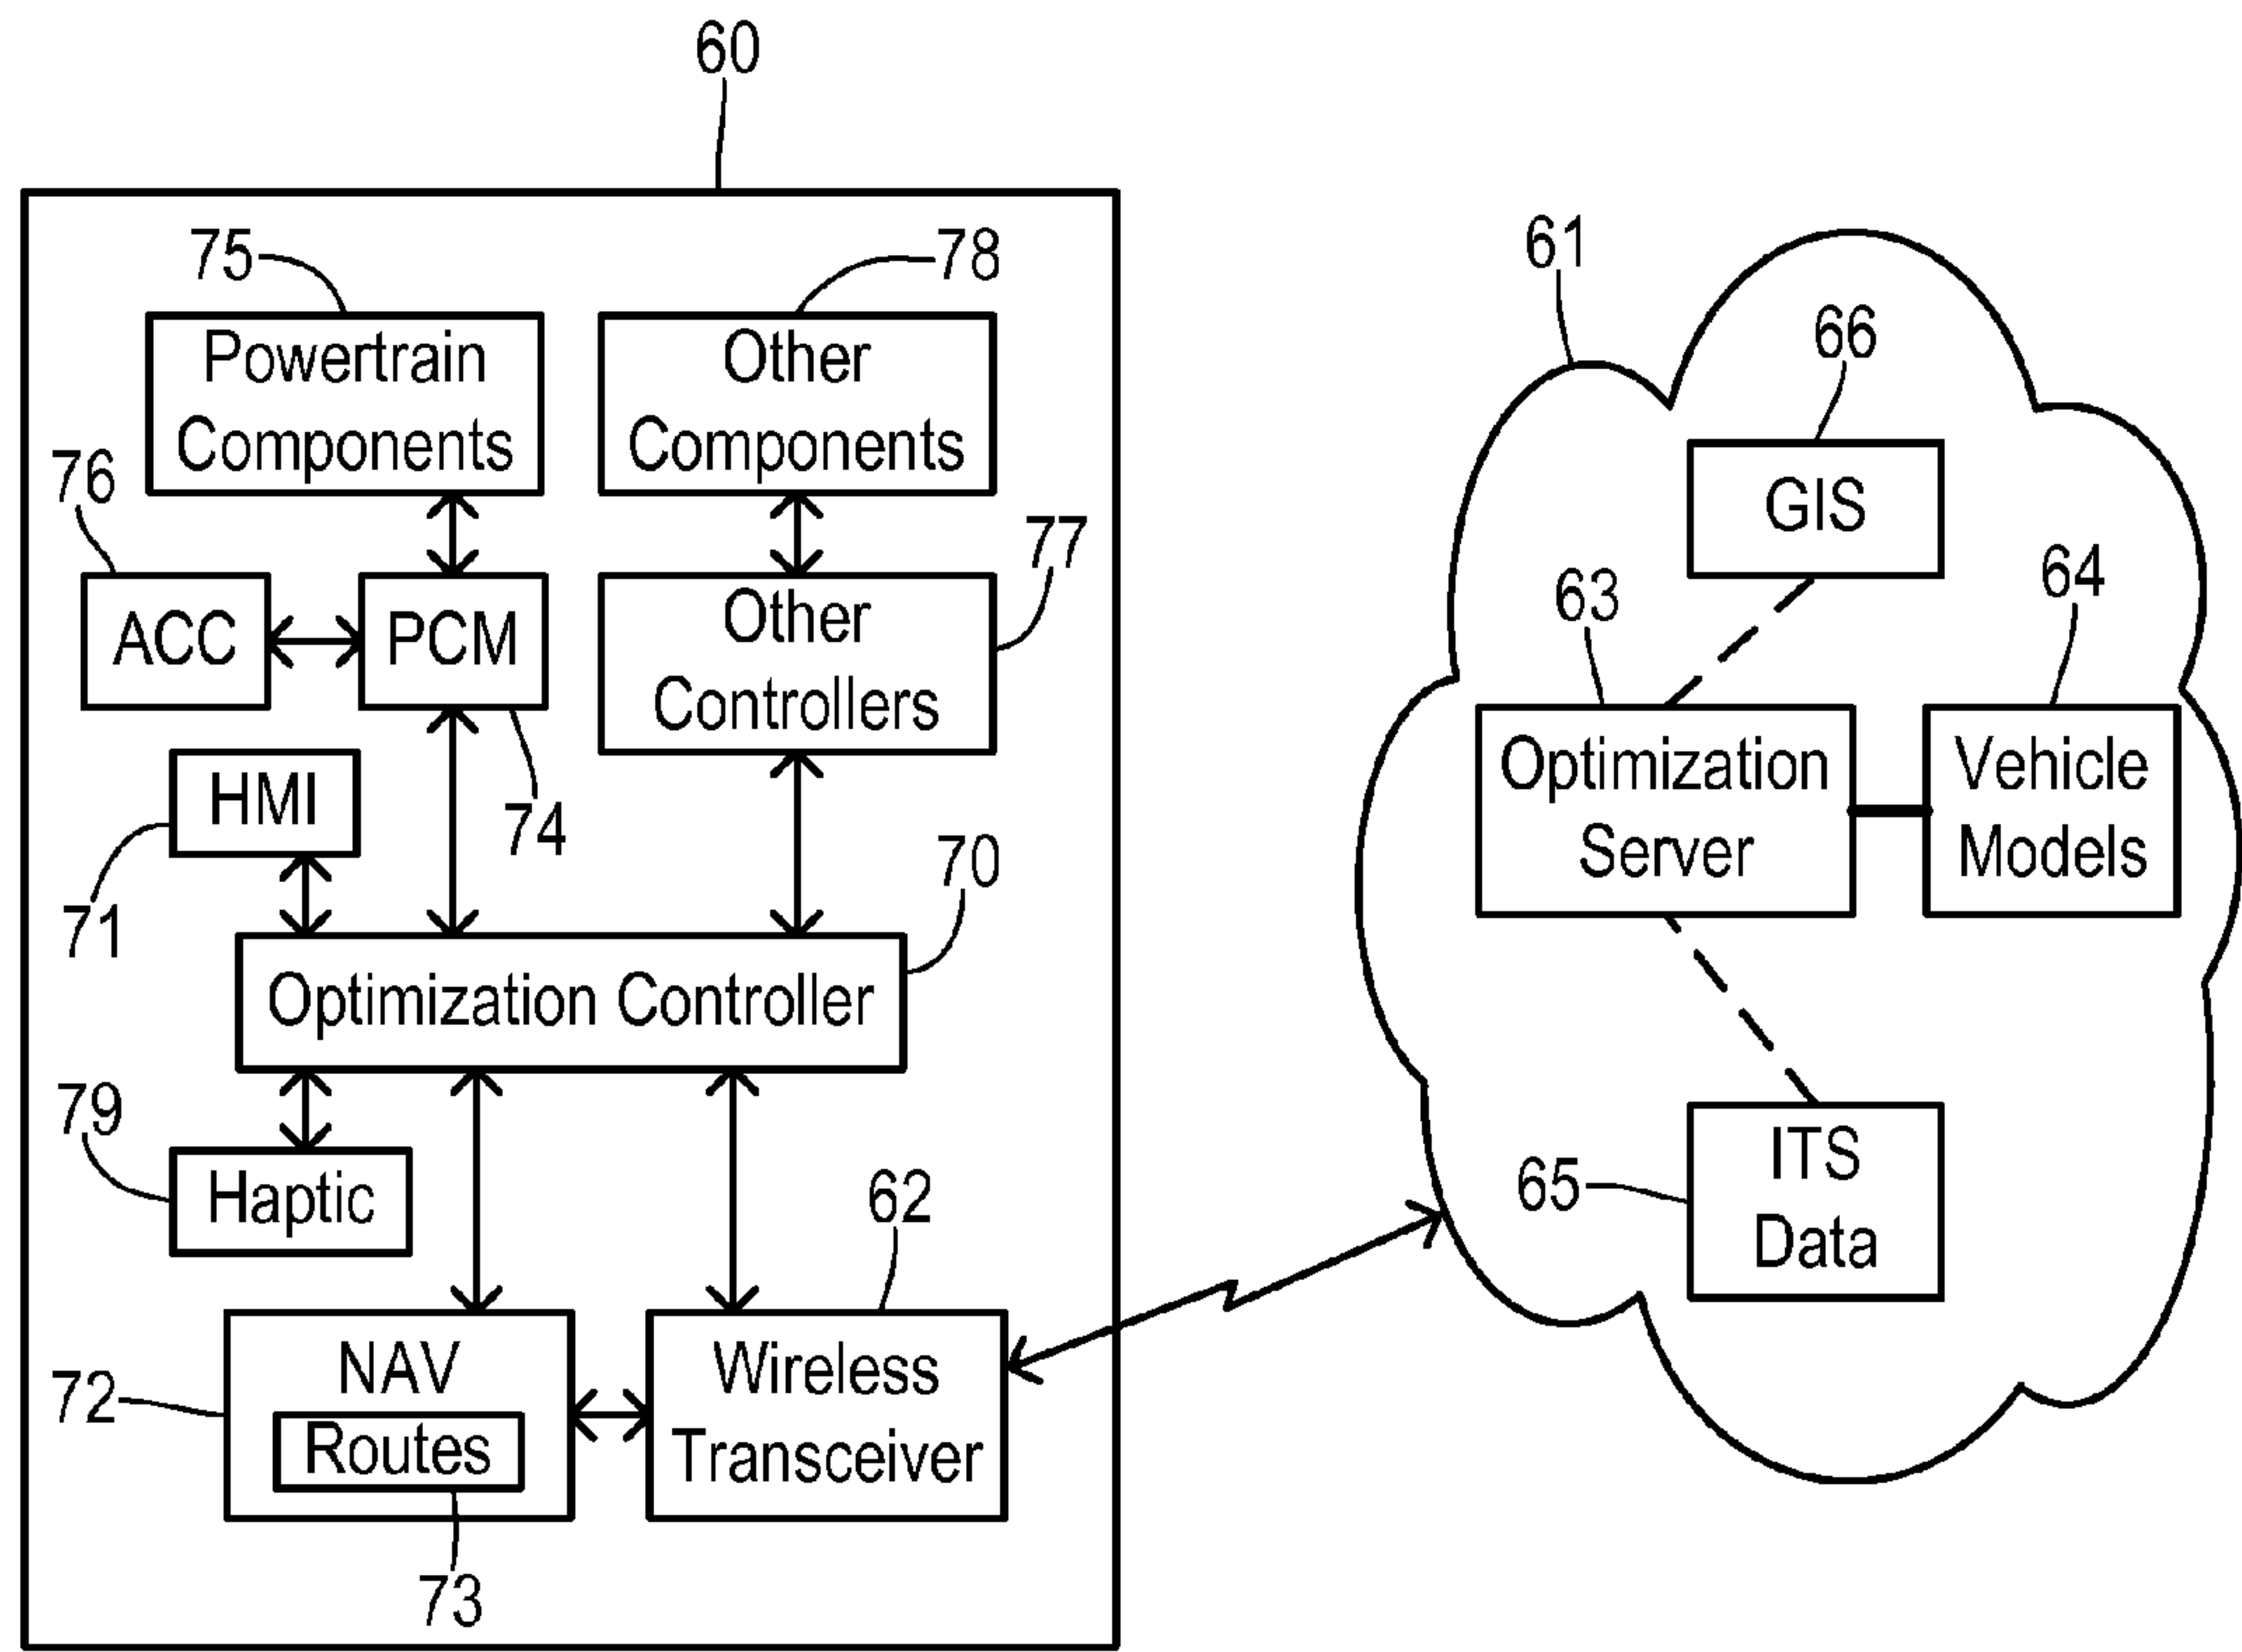 60
75
78
Powertrain
Components
Other
Components
76
77
ACC
PCM
Other
Controllers
HMI
74
71
70
Optimization Controller
79
Haptic
62
72
NAV
Routes
Wireless
Transceiver
73
61
66
GIS
63
64
Optimization
Server
Vehicle
Models
65
ITS
Data